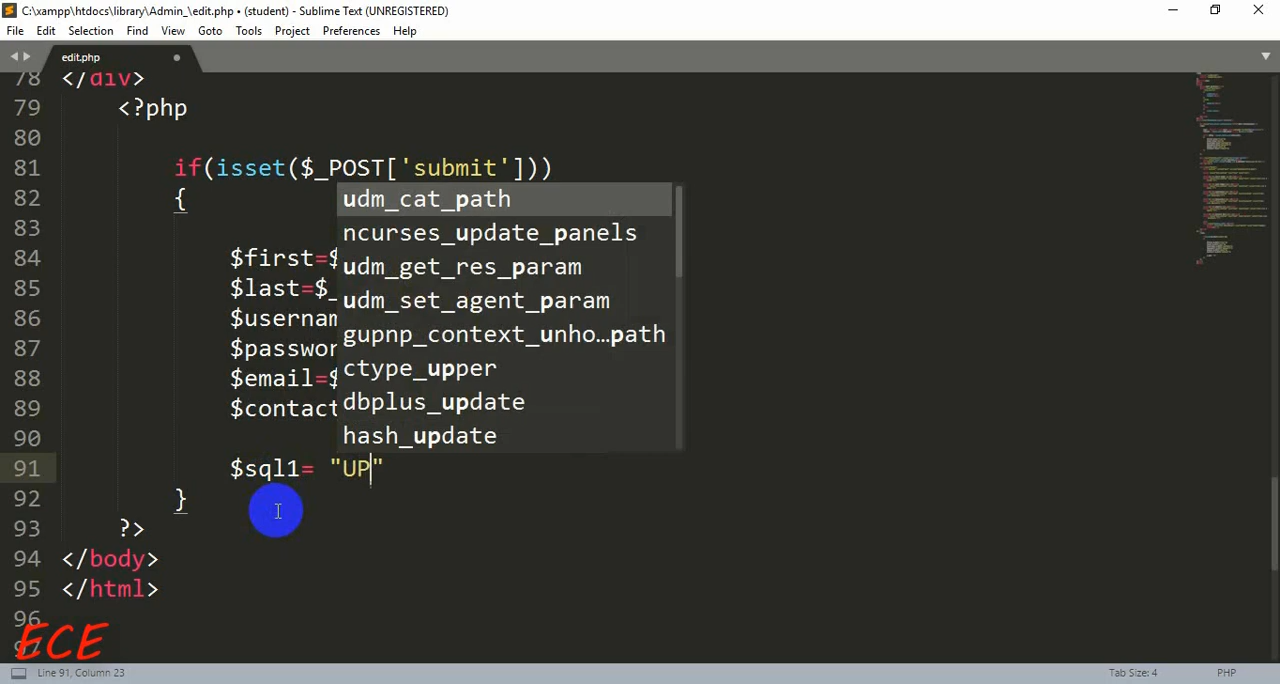 C:\xampp\htdocs\library\Admin_\edit.php • (student) - Sublime Text (UNREGISTERED)
File Edit Selection Find View Goto Tools Project Preferences Help
edit.php
78 </div>
79 <?php
80
81 if(isset($_POST['submit']))
82 {
udm_cat_path
83
ncurses_update_panels
84 $first=$
udm_get_res_param
85 $last=$_
udm_set_agent_param
86 $usernam
gupnp_context_unho…path
87 $passwor
ctype_upper
88 $email=$
dbplus_update
89 $contact
hash_update
90
91 $sql1= "UP"
92 }
93 ?>
94 </body>
95 </html>
96
97
ECE
Line 91, Column 23 Tab Size: 4 PHP